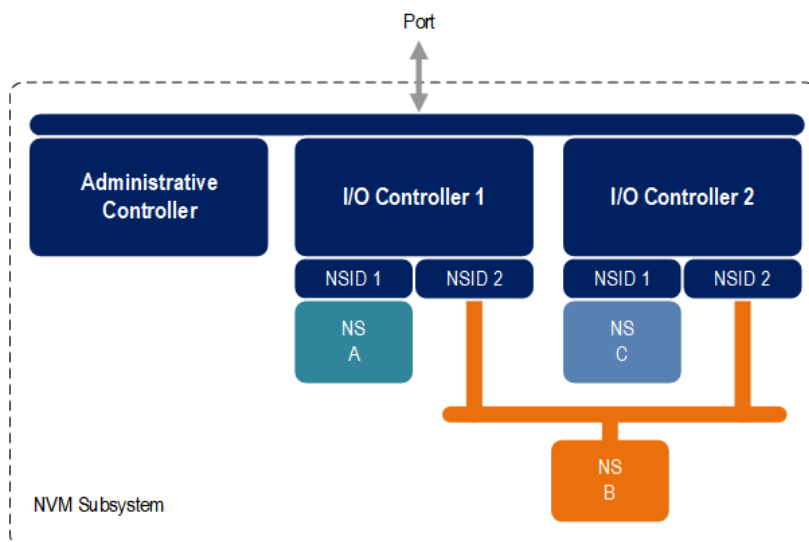 Port
Administrative
Controller
I/O Controller 1
I/O Controller 2
NSID 1
NSID 2
NSID 1
NSID 2
NS
A
NS
C
NS
B
NVM Subsystem